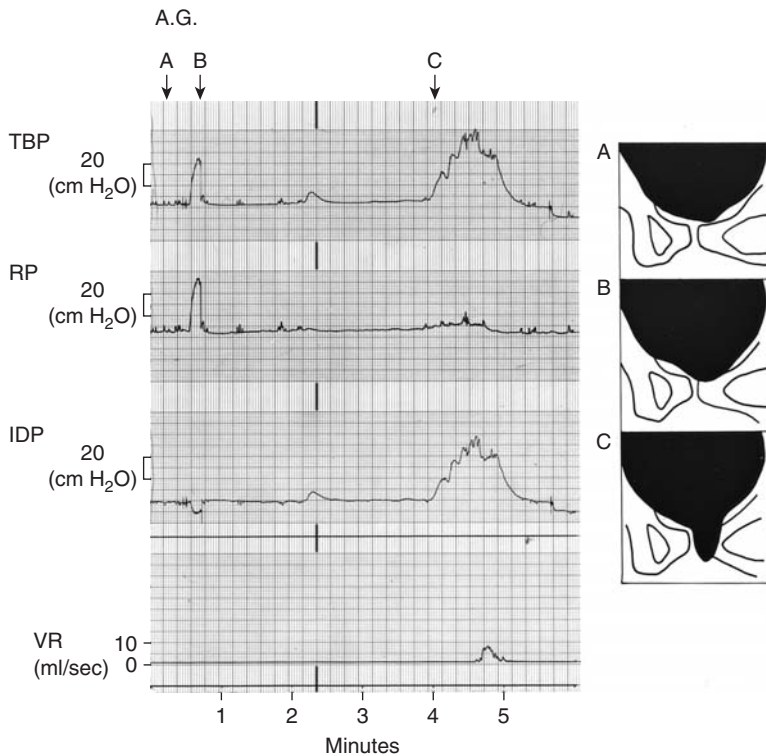 A.G.
A B C
TBP
20
(cm H₂O)
RP
20
(cm H₂O)
IDP
20
(cm H₂O)
VR
(ml/sec)
10
0
1 2 3 4 5
Minutes
A
B
C